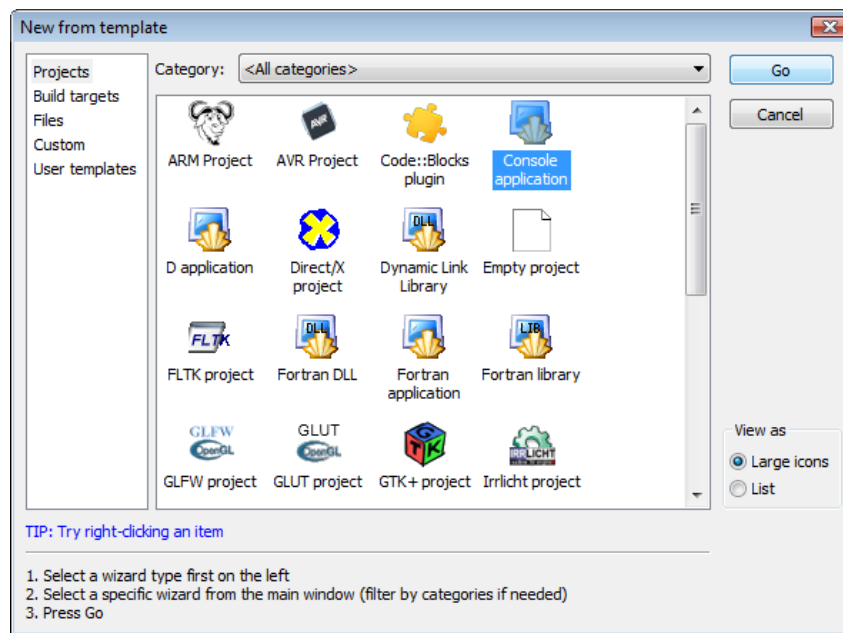 New from template
Projects
Build targets
Files
Custom
User templates
Category: <All categories>
Go
Cancel
AVR
ARM Project AVR Project Code::Blocks plugin Console application
DLL
D application Direct/X project Dynamic Link Library Empty project
FLTK DLL LIB
FLTK project Fortran DLL Fortran application Fortran library
GLFW OpenGL GLUT OpenGL GTK IRRLICHT
GLFW project GLUT project GTK+ project Irrlicht project
View as
Large icons
List
TIP: Try right-clicking an item
1. Select a wizard type first on the left
2. Select a specific wizard from the main window (filter by categories if needed)
3. Press Go